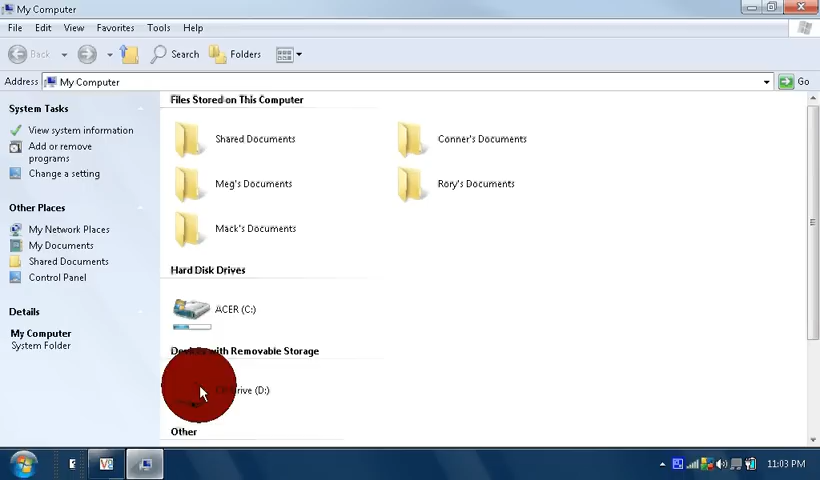 My Computer
File Edit View Favorites Tools Help
Back Search Folders
Address My Computer Go
System Tasks
View system information
Add or remove
programs
Change a setting
Other Places
My Network Places
My Documents
Shared Documents
Control Panel
Details
My Computer
System Folder
Files Stored on This Computer
Shared Documents Conner's Documents
Meg's Documents Rory's Documents
Mack's Documents
Hard Disk Drives
ACER (C:)
Devices with Removable Storage
Drive (D:)
Other
11:03 PM